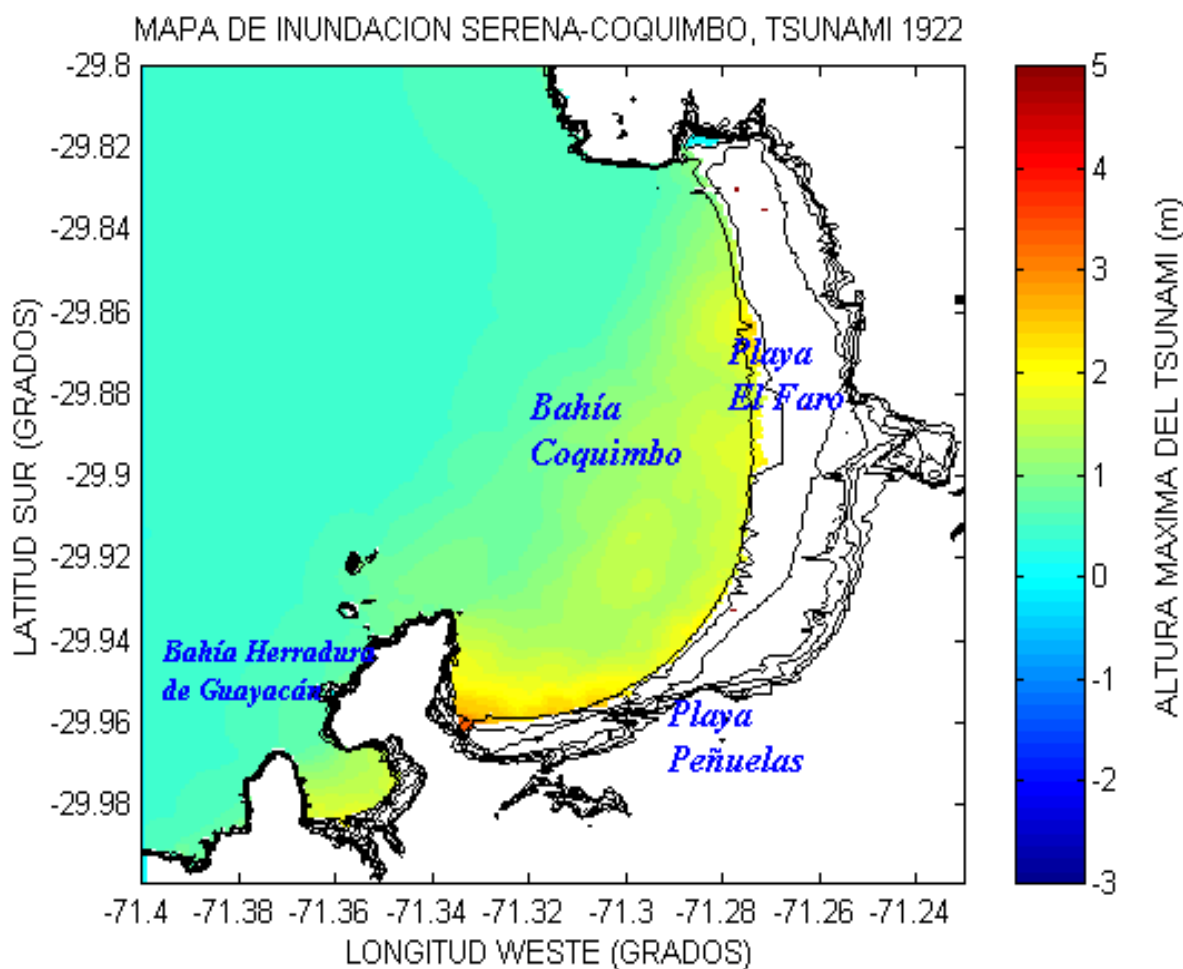 MAPA DE INUNDACION SERENA-COQUIMBO, TSUNAMI 1922
-29.8
-29.82
-29.84
-29.86
-29.88
-29.9
-29.92
-29.94
-29.96
-29.98
LATITUD SUR (GRADOS)
Playa
El Faro
Bahía
Coquimbo
Bahía Herradura
de Guayacán
Playa
Peñuelas
-71.4 -71.38 -71.36 -71.34 -71.32 -71.3 -71.28 -71.26 -71.24
LONGITUD WESTE (GRADOS)
5
4
3
2
1
0
-1
-2
-3
ALTURA MAXIMA DEL TSUNAMI (m)